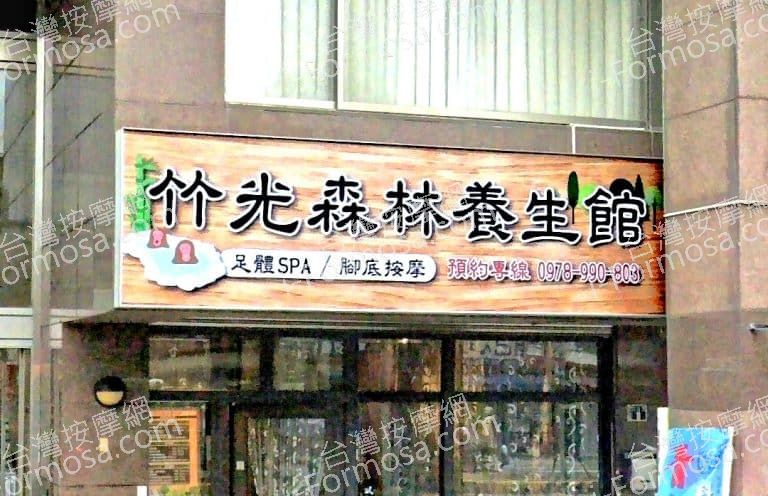 竹光森林養生館
足體SPA / 腳底按摩
預約專線 0978-990-803
台灣按摩網
Formosa.com